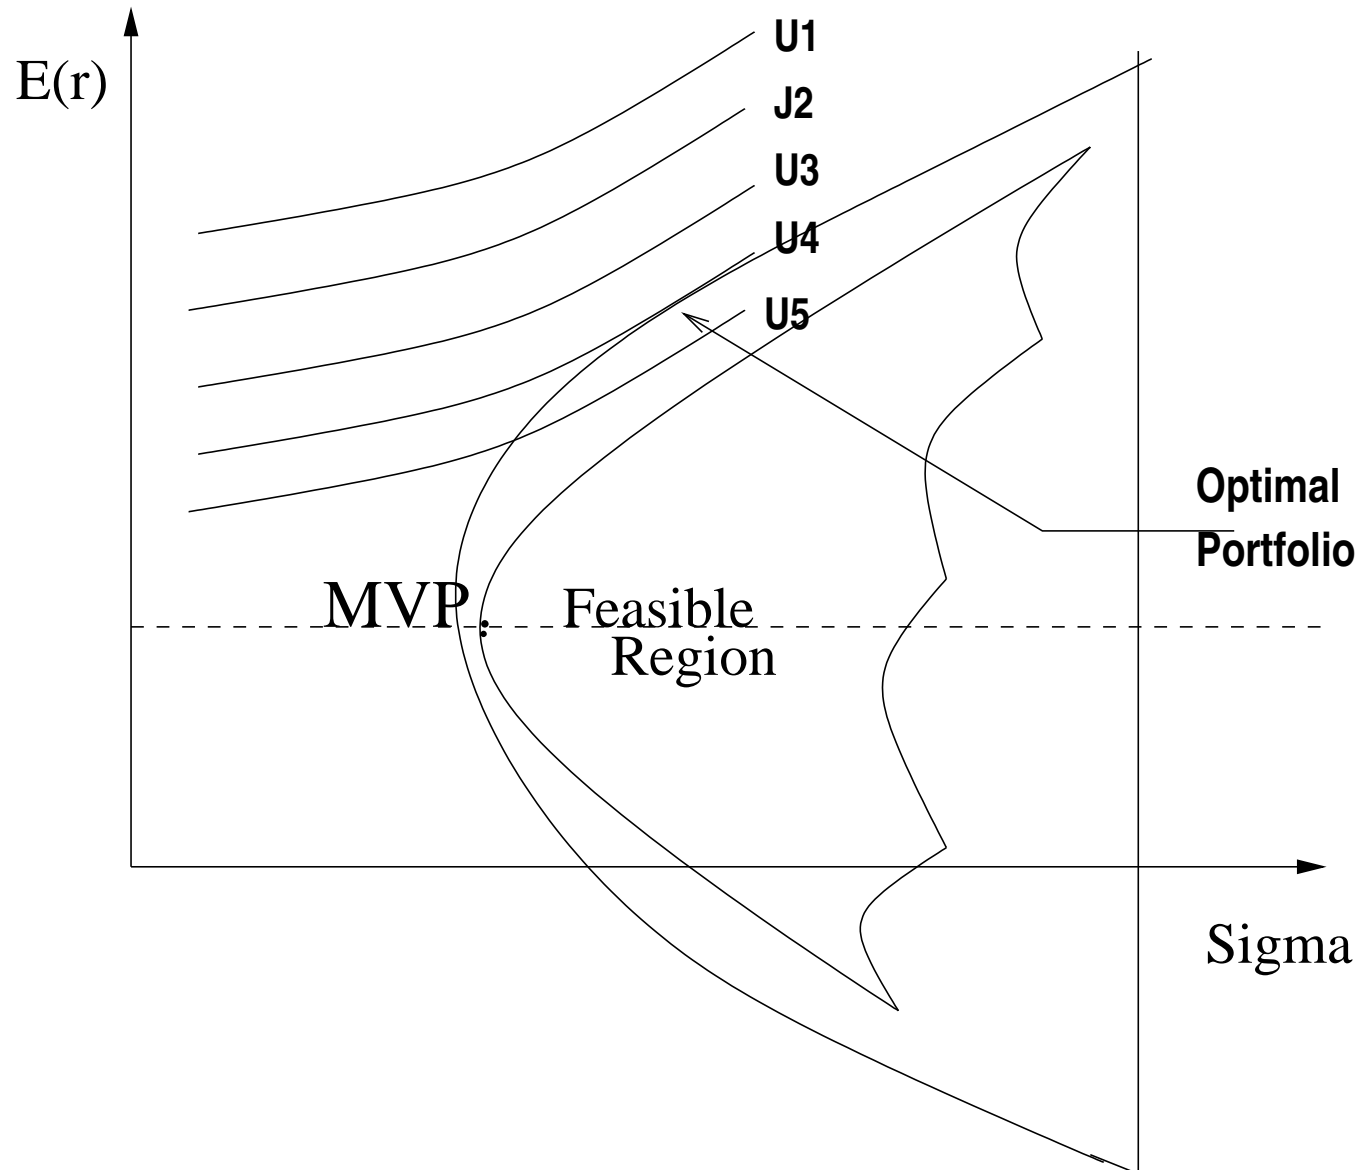 U1
E(r)
J2
U3
U4
U5
Optimal
Portfolio
MVP
Feasible
Region
Sigma